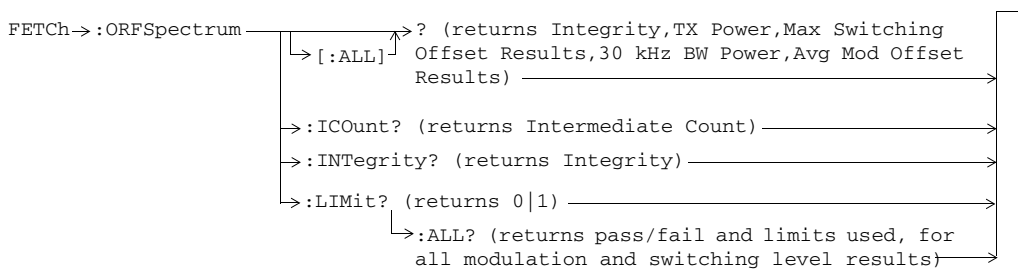 FETCh :ORFSpectrum ? (returns Integrity,TX Power,Max Switching
[:ALL] Offset Results,30 kHz BW Power,Avg Mod Offset
Results)
:ICOunt? (returns Intermediate Count)
:INTegrity? (returns Integrity)
:LIMit? (returns 0|1)
:ALL? (returns pass/fail and limits used, for
all modulation and switching level results)